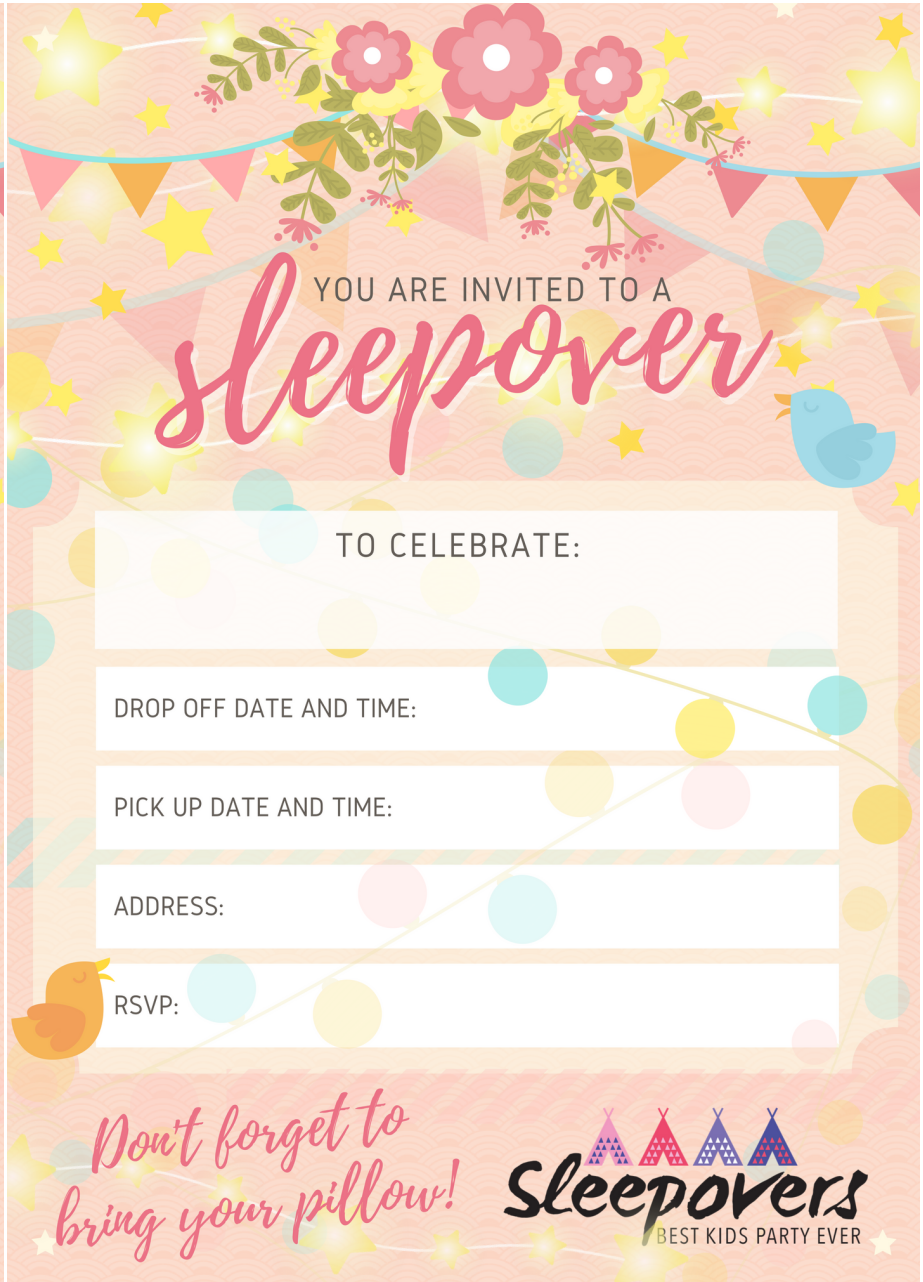 YOU ARE INVITED TO A
sleepover
TO CELEBRATE:
DROP OFF DATE AND TIME:
PICK UP DATE AND TIME:
ADDRESS:
RSVP:
Don't forget to
bring your pillow!
Sleepovers
BEST KIDS PARTY EVER